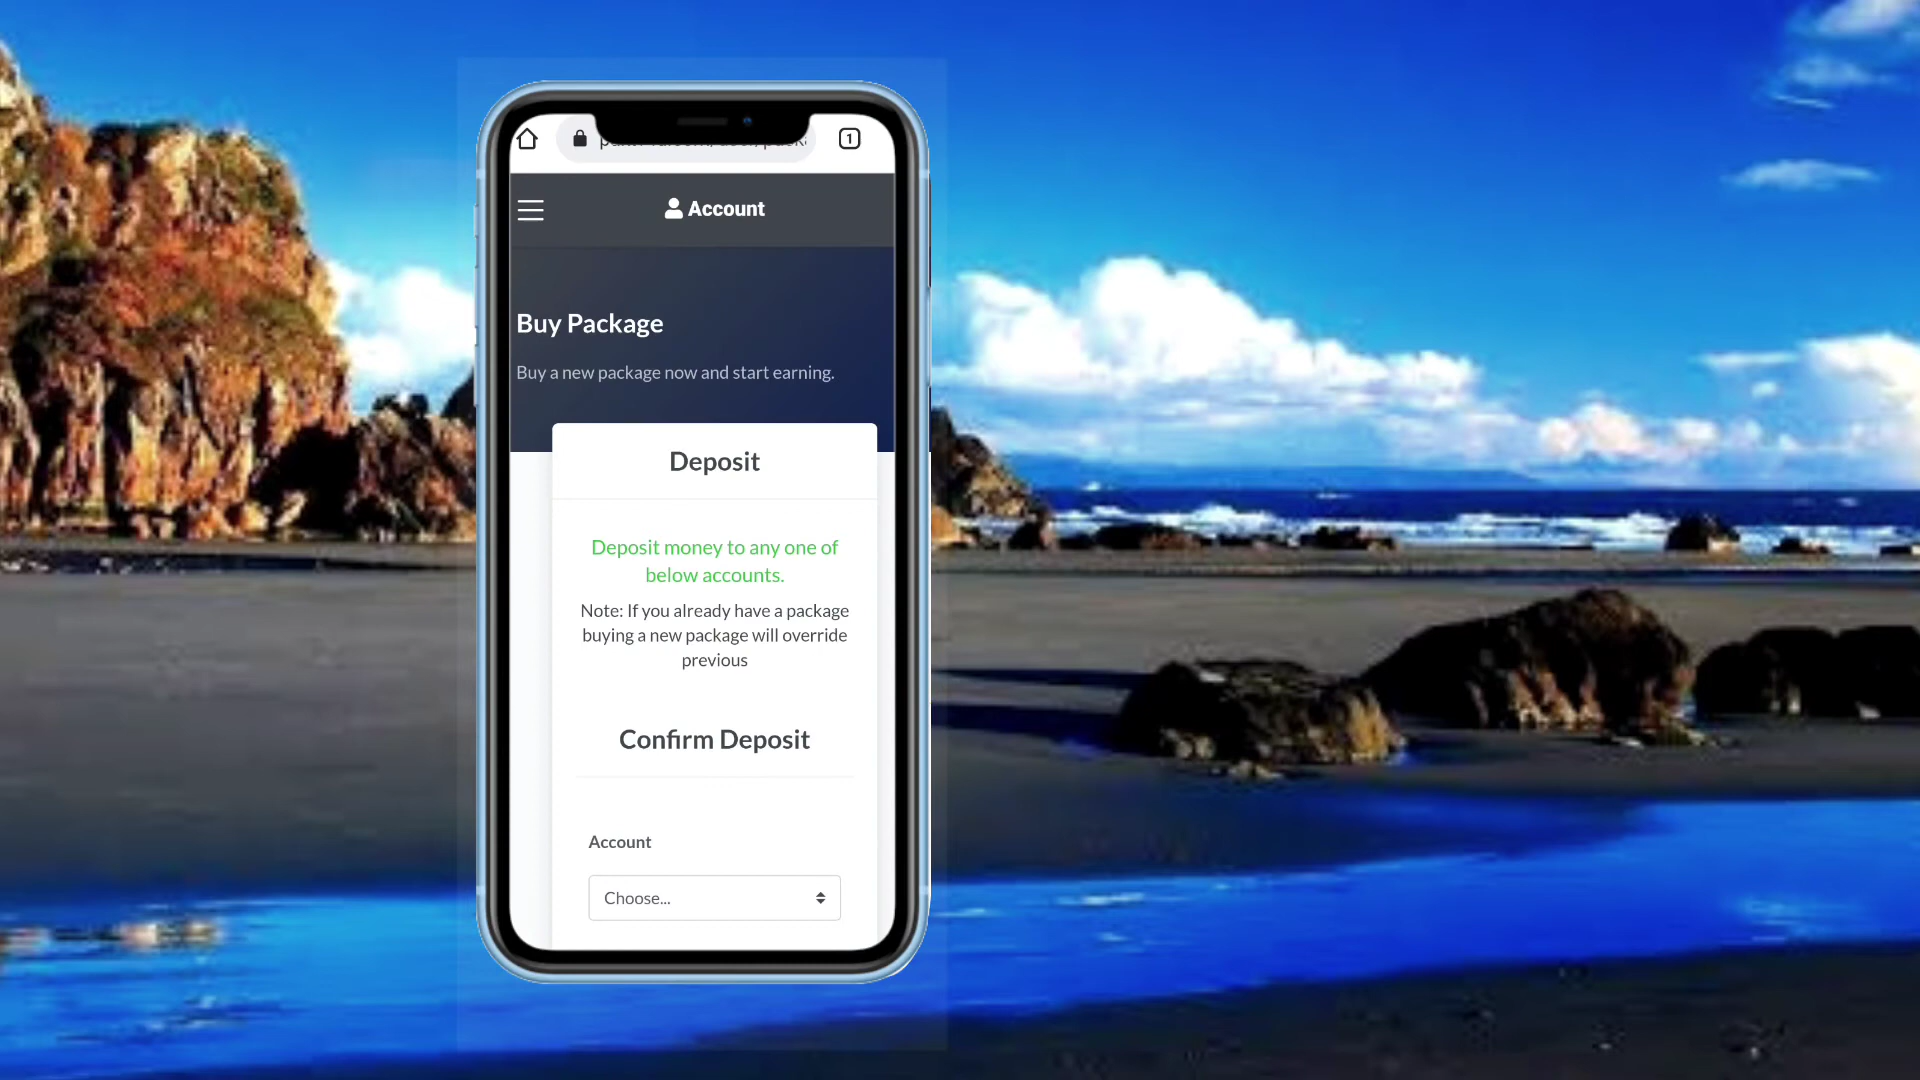 1
Account
Buy Package
Buy a new package now and start earning.
Deposit
Deposit money to any one of
below accounts.
Note: If you already have a package
buying a new package will override
previous
Confirm Deposit
Account
Choose...